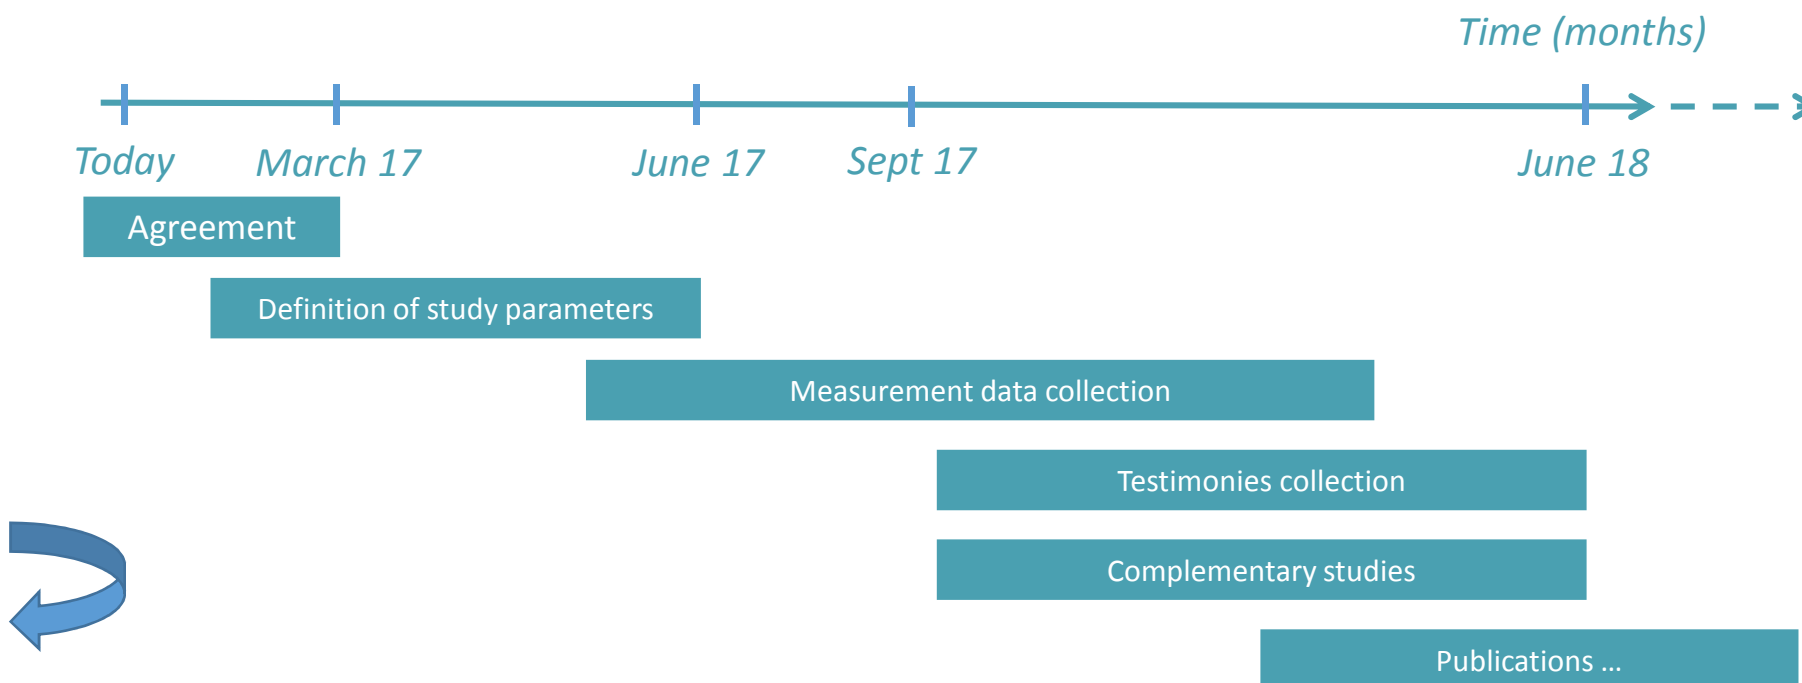 Time (months)
Today March 17 June 17 Sept 17 June 18
Agreement
Definition of study parameters
Measurement data collection
Testimonies collection
Complementary studies
Publications ...